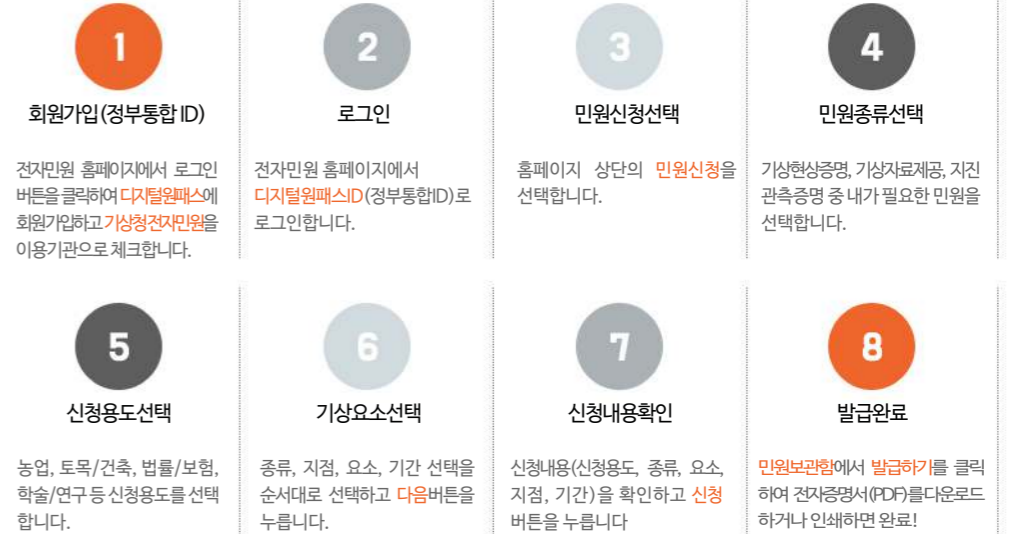 1
회원가입(정부통합 ID)
전자민원 홈페이지에서 로그인
버튼을 클릭하여 디지털원패스에
회원가입하고 기상청전자민원을
이용기관으로 체크합니다.
2
로그인
전자민원 홈페이지에서
디지털원패스ID(정부통합ID)로
로그인합니다.
3
민원신청선택
홈페이지 상단의 민원신청을
선택합니다.
4
민원종류선택
기상현상증명, 기상자료제공, 지진
관측증명 중 내가 필요한 민원을
선택합니다.
5
신청용도선택
농업, 토목/건축, 법률/보험,
학술/연구 등 신청용도를 선택
합니다.
6
기상요소선택
종류, 지점, 요소, 기간 선택을
순서대로 선택하고 다음버튼을
누릅니다.
7
신청내용확인
신청내용(신청용도, 종류, 요소,
지점, 기간)을 확인하고 신청
버튼을 누릅니다
8
발급완료
민원보관함에서 발급하기를 클릭
하여 전자증명서(PDF)를다운로드
하거나 인쇄하면 완료!